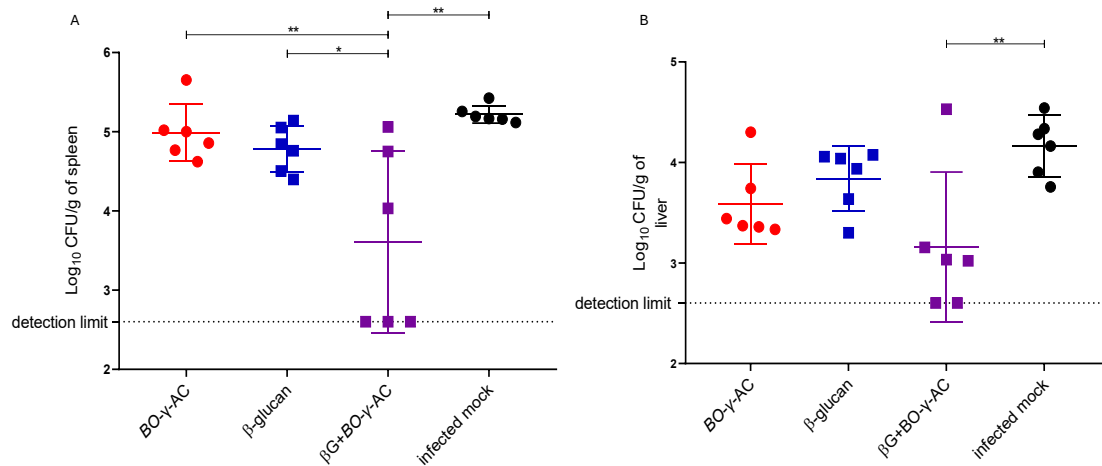 A
**
**
*
6
5
4
3
2
Log10 CFU/g of spleen
detection limit
BO-γ-AC
β-glucan
βG+BO-γ-AC
infected mock
B
**
5
4
3
2
Log10 CFU/g of
liver
detection limit
BO-γ-AC
β-glucan
βG+BO-γ-AC
infected mock